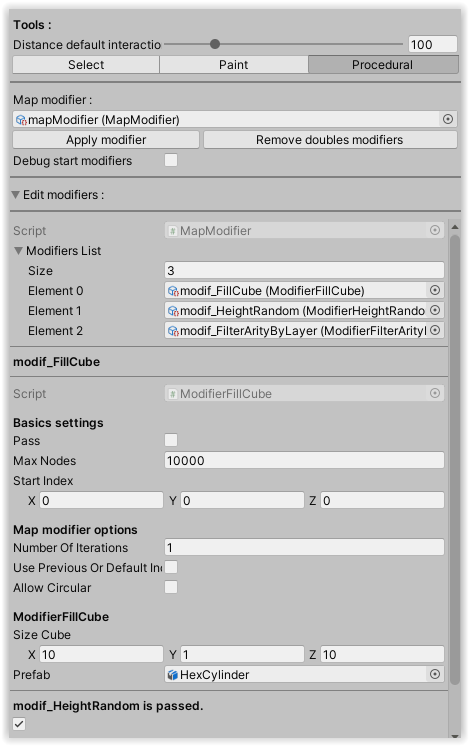 Tools :
Distance default interactio 100
Select Paint Procedural
Map modifier :
mapModifier (MapModifier)
Apply modifier Remove doubles modifiers
Debug start modifiers
Edit modifiers :
Script # MapModifier
Modifiers List
Size 3
Element 0 modif_FillCube (ModifierFillCube)
Element 1 modif_HeightRandom (ModifierHeightRando
Element 2 modif_FilterArityByLayer (ModifierFilterArityl
modif_FillCube
Script # ModifierFillCube
Basics settings
Pass
Max Nodes 10000
Start Index
X 0 Y 0 Z 0
Map modifier options
Number Of Iterations 1
Use Previous Or Default In
Allow Circular
ModifierFillCube
Size Cube
X 10 Y 1 Z 10
Prefab HexCylinder
modif_HeightRandom is passed.